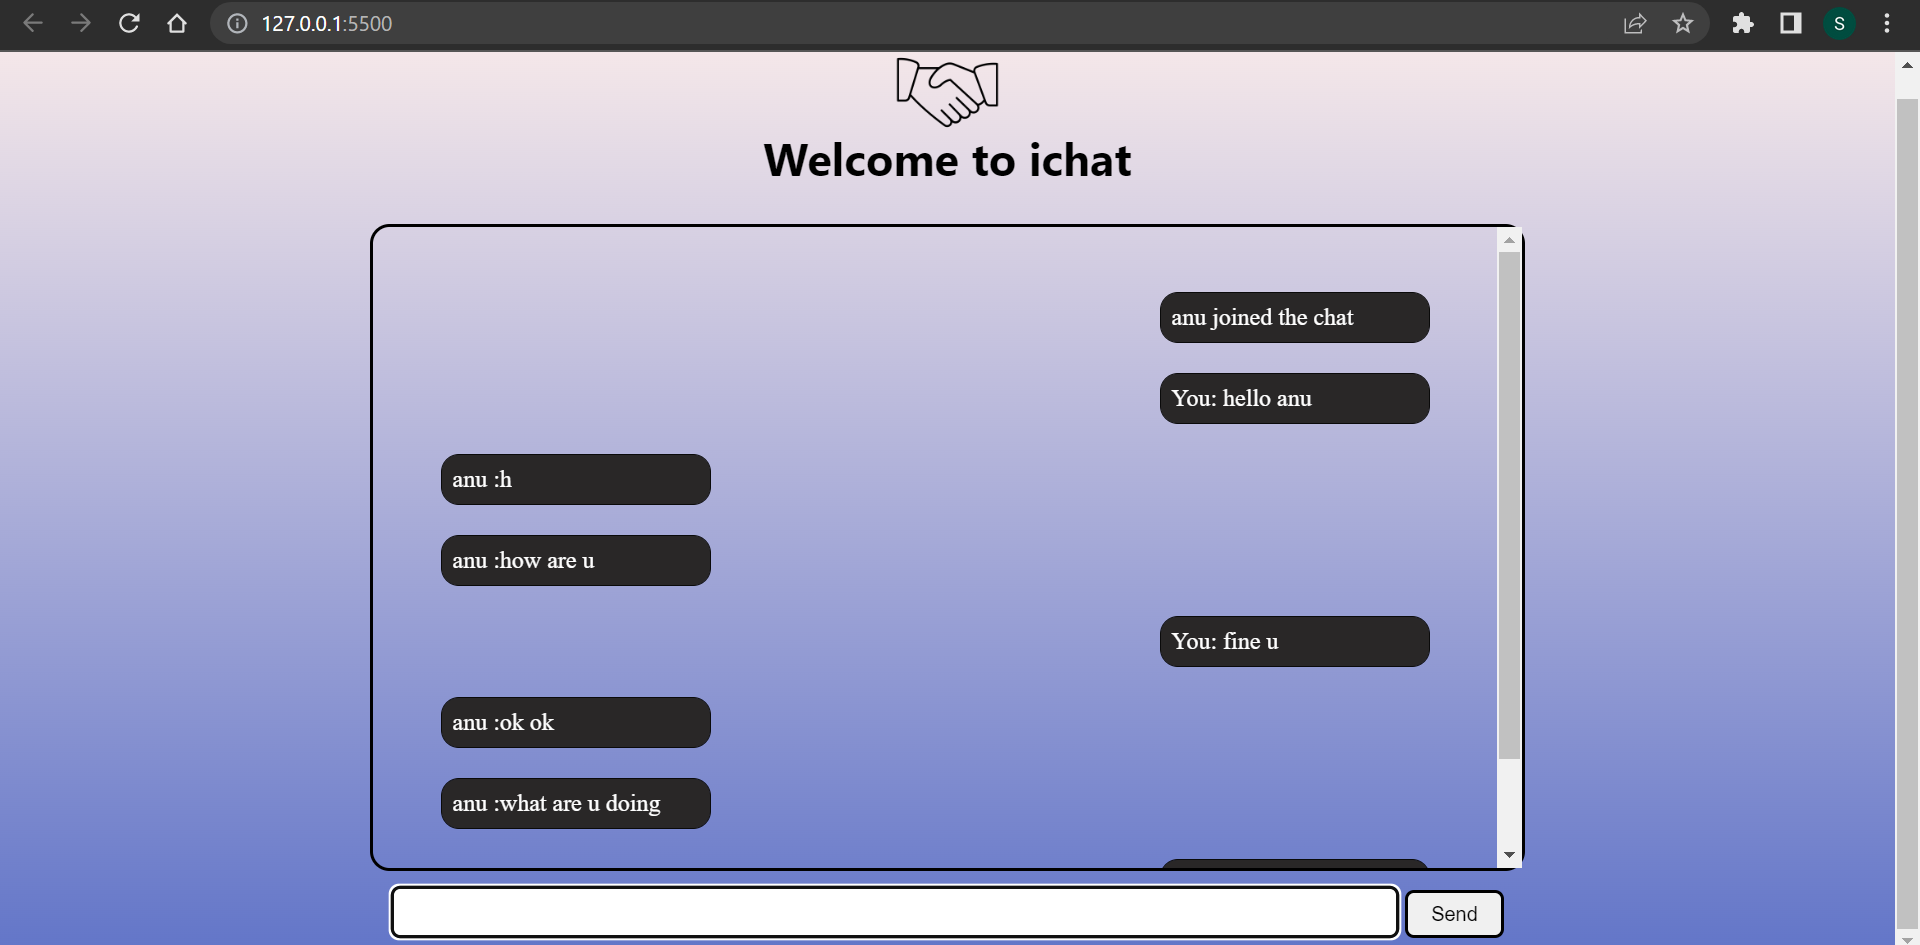 127.0.0.1:5500
S
Welcome to ichat
anu joined the chat
You: hello anu
anu :h
anu :how are u
You: fine u
anu :ok ok
anu :what are u doing
Send